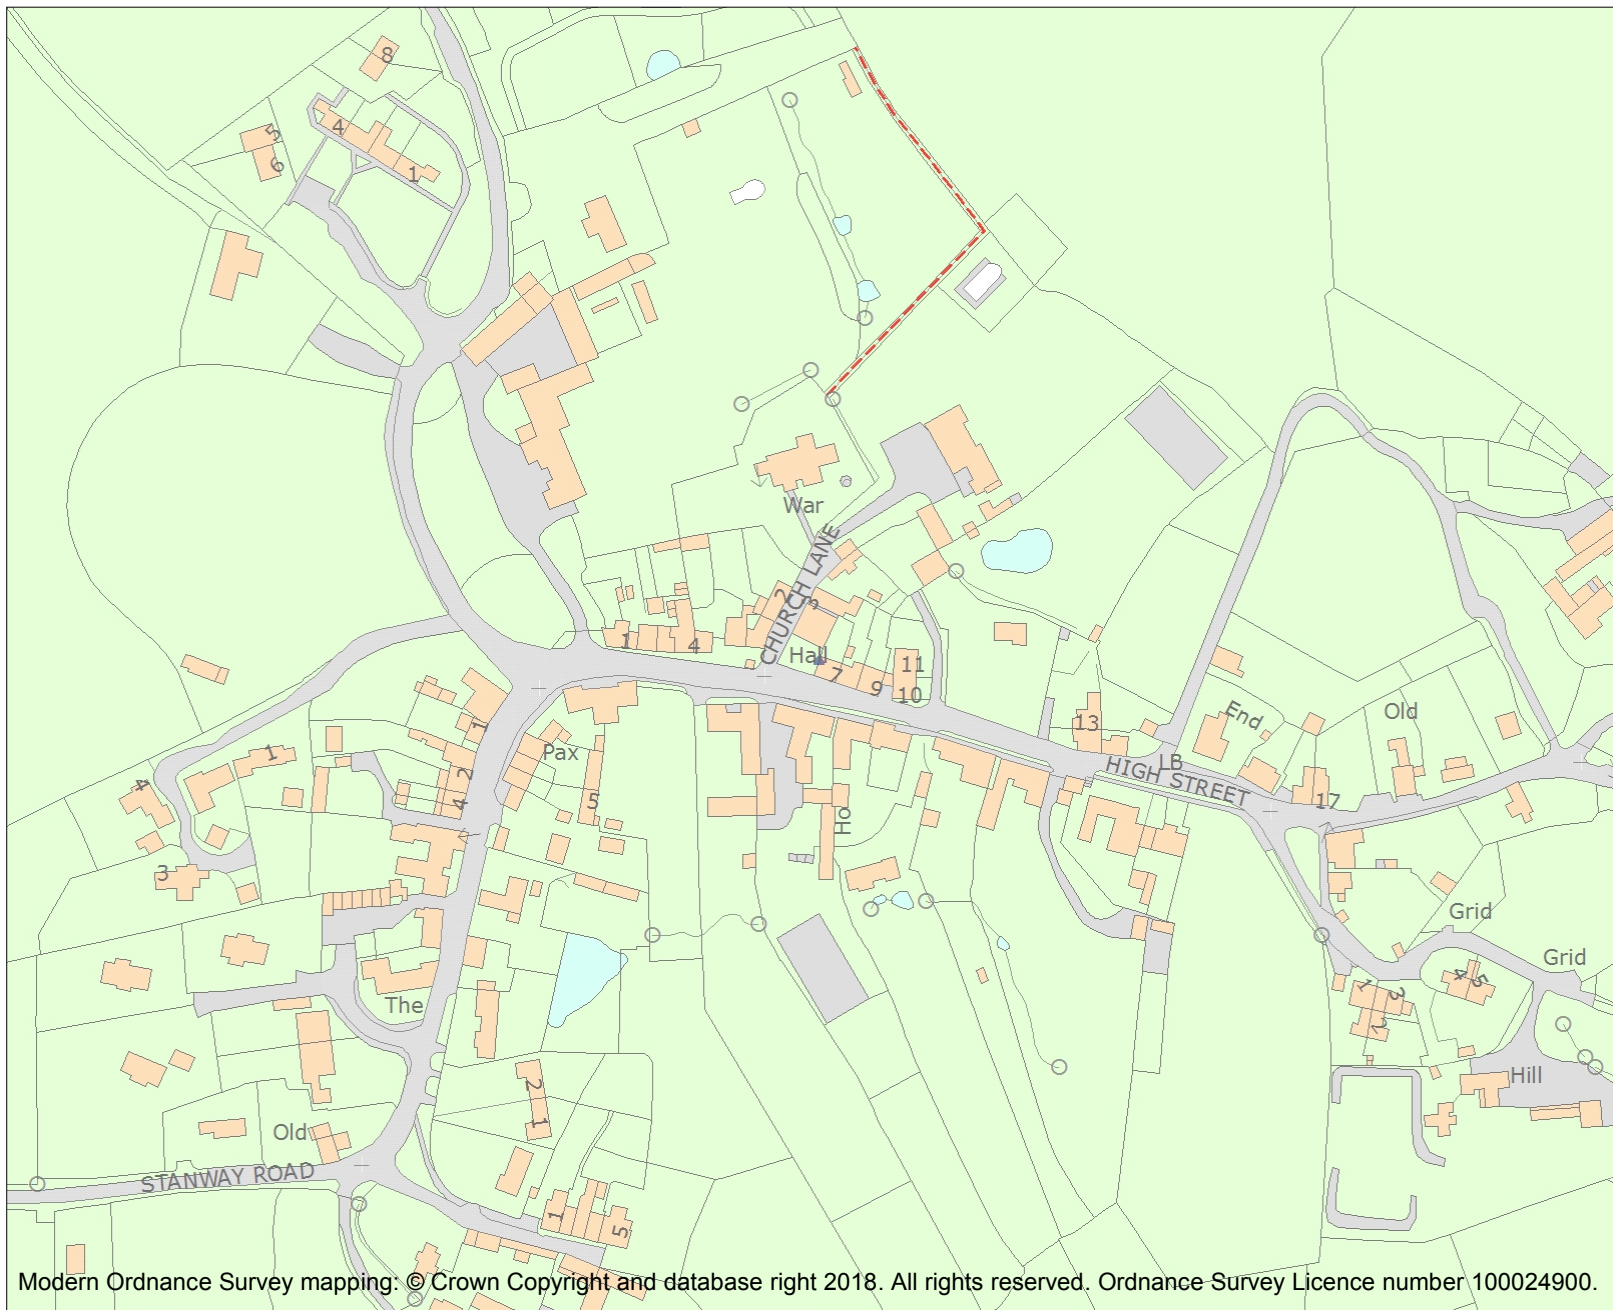 8
5
4
6
1
War
CHURCH LANE
2
3
1
4
Hall
7
9
11
10
13
End
Old
LB
HIGH STREET
17
1
Pax
2
4
5
Ho
1
4
3
The
Grid
Grid
4
5
1
3
2
Hill
2
1
Old
STANWAY ROAD
1
5
Modern Ordnance Survey mapping: © Crown Copyright and database right 2018. All rights reserved. Ordnance Survey Licence number 100024900.